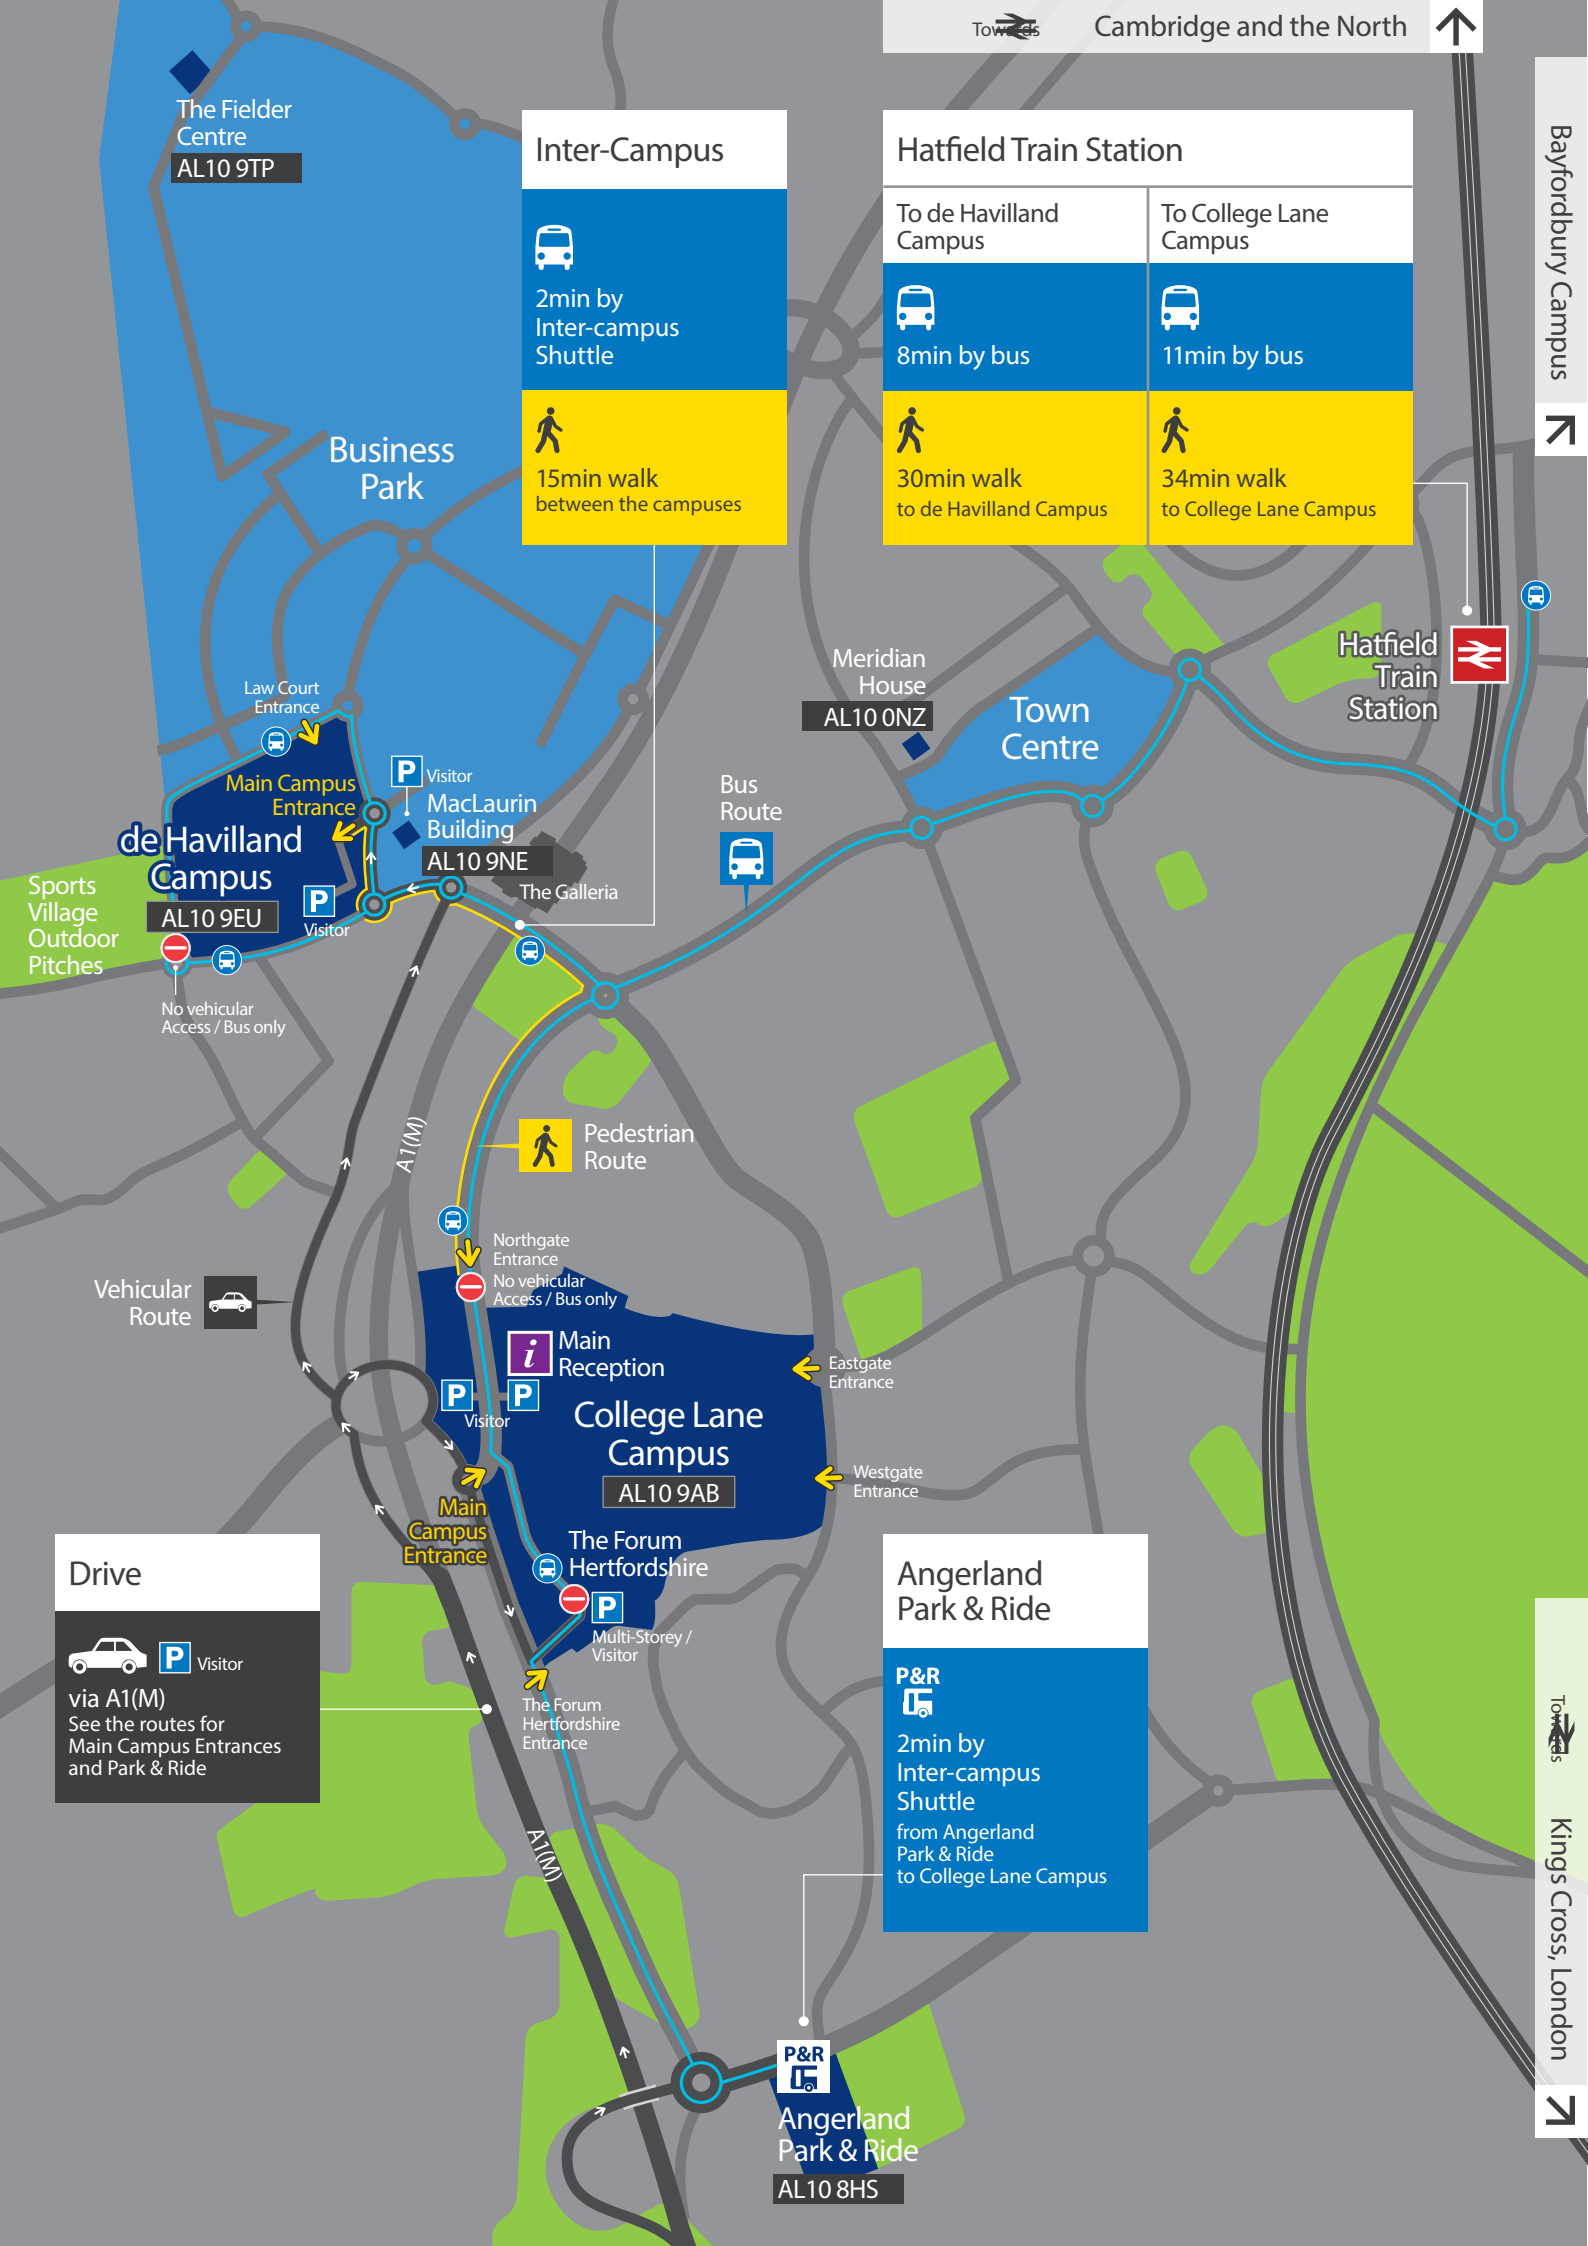 Towards
Cambridge and the North
Bayfordbury Campus
The Fielder
Centre
AL10 9TP
Inter-Campus
2min by
Inter-campus
Shuttle
15min walk
between the campuses
Hatfield Train Station
To de Havilland
Campus
8min by bus
30min walk
to de Havilland Campus
To College Lane
Campus
11min by bus
34min walk
to College Lane Campus
Business
Park
Hatfield
Train
Station
Meridian
House
AL10 0NZ
Town
Centre
Law Court
Entrance
Main Campus
Entrance
P
Visitor
MacLaurin
Building
AL10 9NE
The Galleria
Bus
Route
de Havilland
Campus
AL10 9EU
P
Visitor
Sports
Village
Outdoor
Pitches
No vehicular
Access / Bus only
A1(M)
Pedestrian
Route
Northgate
Entrance
No vehicular
Access / Bus only
Vehicular
Route
i
Main
Reception
P
P
Visitor
College Lane
Campus
AL10 9AB
Eastgate
Entrance
Westgate
Entrance
Main
Campus
Entrance
The Forum
Hertfordshire
P
Multi-Storey /
Visitor
The Forum
Hertfordshire
Entrance
Drive
P
Visitor
via A1(M)
See the routes for
Main Campus Entrances
and Park & Ride
A1(M)
Angerland
Park & Ride
P&R
2min by
Inter-campus
Shuttle
from Angerland
Park & Ride
to College Lane Campus
Towards
Kings Cross, London
P&R
Angerland
Park & Ride
AL10 8HS